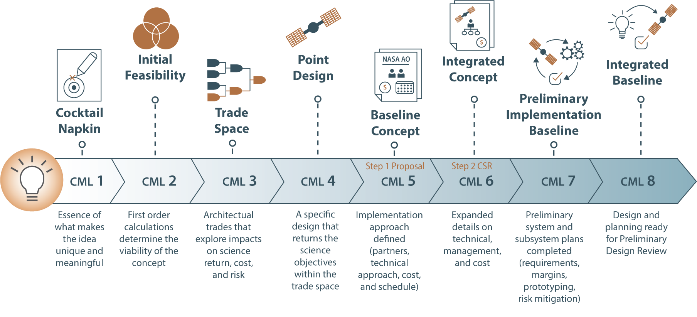 Initial
Feasibility
Point
Design
NASA AO
Integrated
Concept
Integrated
Baseline
Cocktail
Napkin
Trade
Space
Baseline
Concept
Preliminary
Implementation
Baseline
Step 1 Proposal
Step 2 CSR
CML 1
CML 2
CML 3
CML 4
CML 5
CML 6
CML 7
CML 8
Essence of
what makes
the idea
unique and
meaningful
First order
calculations
determine the
viability of the
concept
Architectual
trades that
explore impacts
on science
return, cost,
and risk
A specific
design that
returns the
science
objectives
within the
trade space
Implementation
approach
defined
(partners,
technical
approach, cost,
and schedule)
Expanded
details on
technical,
management,
and cost
Preliminary
system and
subsystem plans
completed
(requirements,
margins,
prototyping,
risk mitigation)
Design and
planning ready
for Preliminary
Design Review